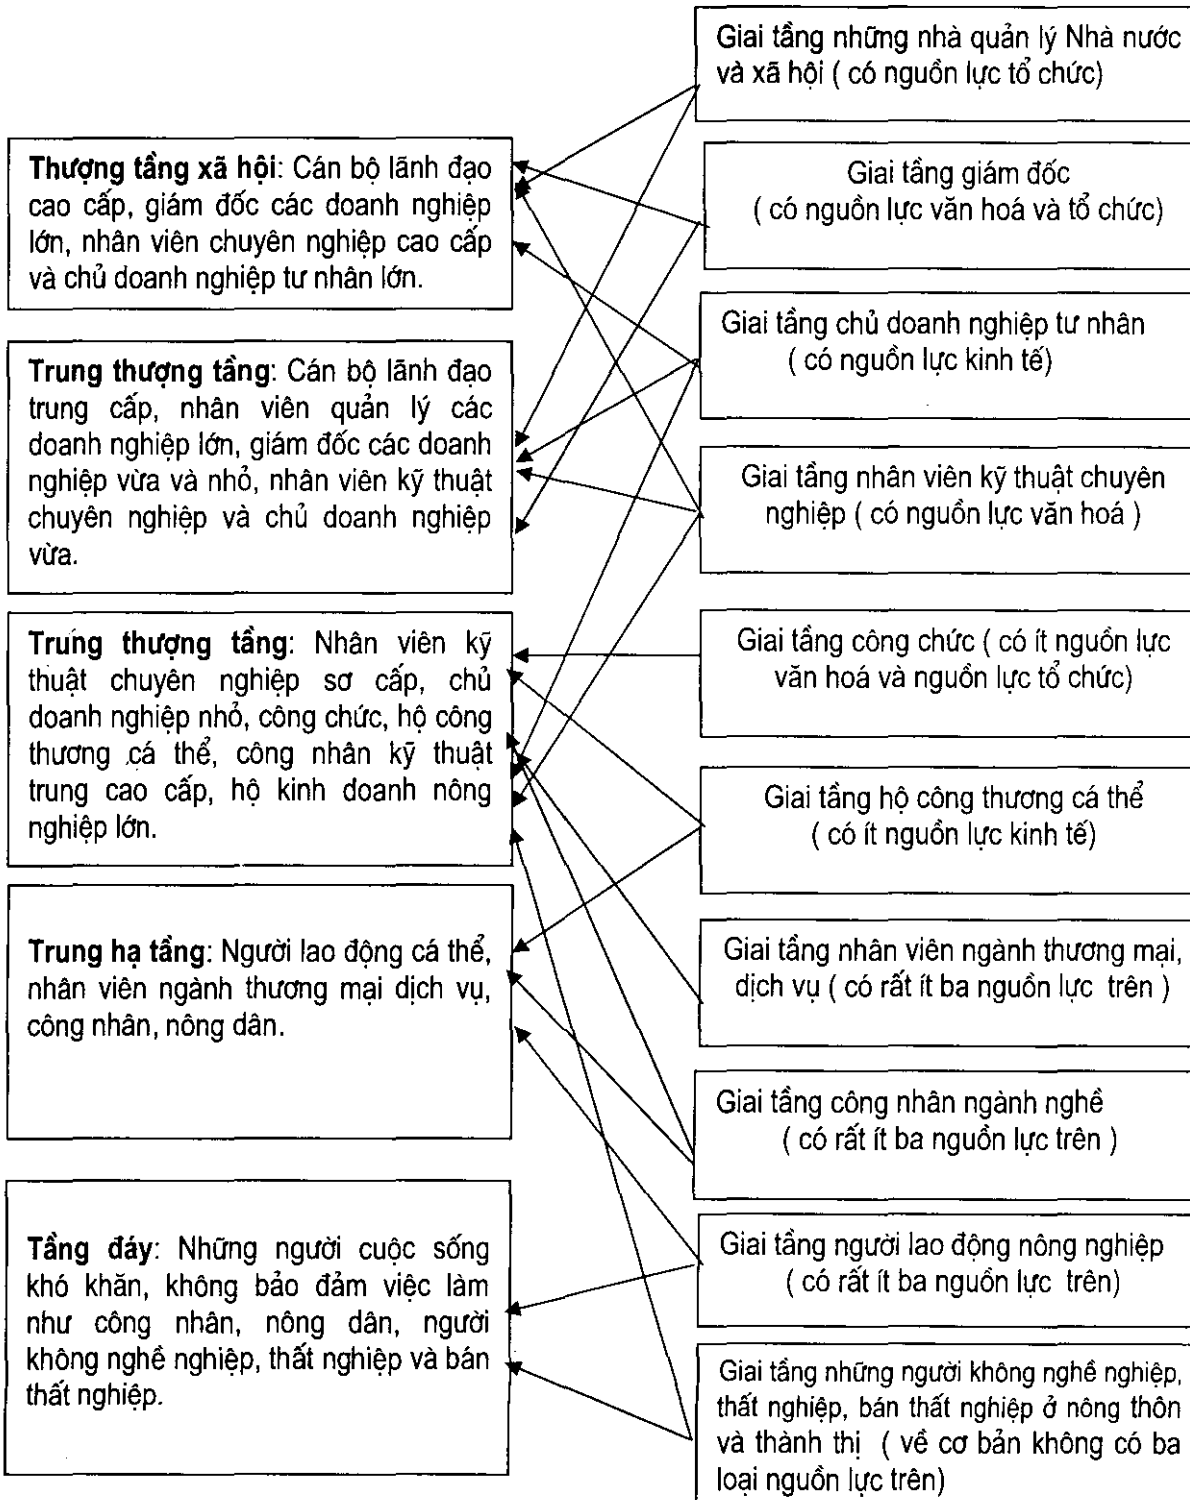 Thượng tầng xã hội: Cán bộ lãnh đạo
cao cấp, giám đốc các doanh nghiệp
lớn, nhân viên chuyên nghiệp cao cấp
và chủ doanh nghiệp tư nhân lớn.
Trung thượng tầng: Cán bộ lãnh đạo
trung cấp, nhân viên quản lý các
doanh nghiệp lớn, giám đốc các doanh
nghiệp vừa và nhỏ, nhân viên kỹ thuật
chuyên nghiệp và chủ doanh nghiệp
vừa.
Trung thượng tầng: Nhân viên kỹ
thuật chuyên nghiệp sơ cấp, chủ
doanh nghiệp nhỏ, công chức, hộ công
thương cá thể, công nhân kỹ thuật
trung cao cấp, hộ kinh doanh nông
nghiệp lớn.
Trung hạ tầng: Người lao động cá thể,
nhân viên ngành thương mại dịch vụ,
công nhân, nông dân.
Tầng đáy: Những người cuộc sống
khó khăn, không bảo đảm việc làm
như công nhân, nông dân, người
không nghề nghiệp, thất nghiệp và bán
thất nghiệp.
Giai tầng những nhà quản lý Nhà nước
và xã hội ( có nguồn lực tổ chức)
Giai tầng giám đốc
( có nguồn lực văn hoá và tổ chức)
Giai tầng chủ doanh nghiệp tư nhân
( có nguồn lực kinh tế)
Giai tầng nhân viên kỹ thuật chuyên
nghiệp ( có nguồn lực văn hoá )
Giai tầng công chức ( có ít nguồn lực
văn hoá và nguồn lực tổ chức)
Giai tầng hộ công thương cá thể
( có ít nguồn lực kinh tế)
Giai tầng nhân viên ngành thương mại,
dịch vụ ( có rất ít ba nguồn lực trên )
Giai tầng công nhân ngành nghề
( có rất ít ba nguồn lực trên )
Giai tầng người lao động nông nghiệp
( có rất ít ba nguồn lực trên)
Giai tầng những người không nghề nghiệp,
thất nghiệp, bán thất nghiệp ở nông thôn
và thành thị ( về cơ bản không có ba
loại nguồn lực trên)